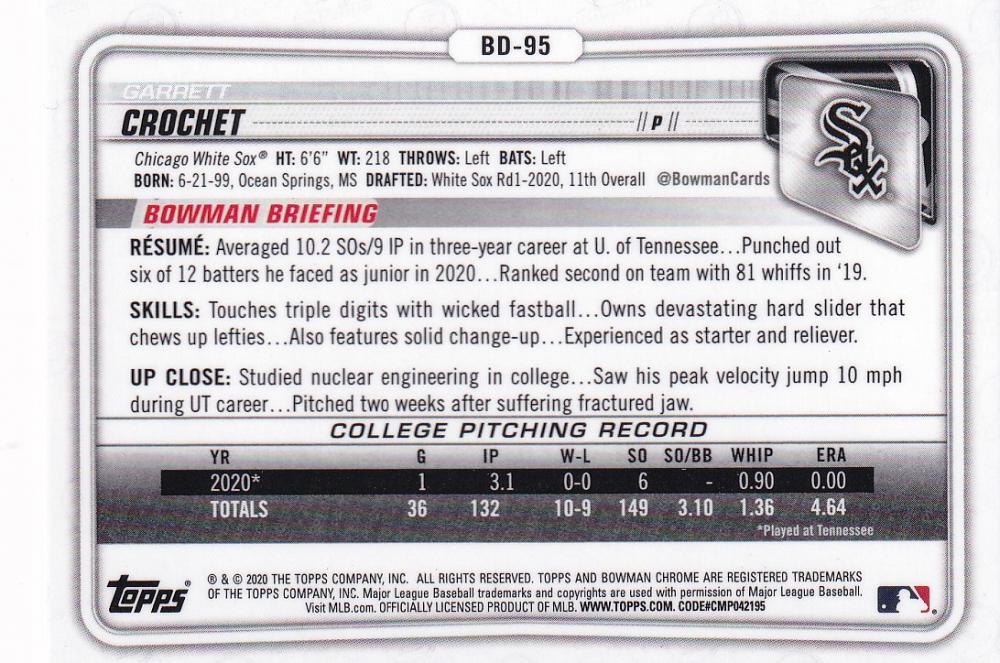 BD-95
GARRETT
CROCHET // P //
Sox
Chicago White Sox® HT: 6'6" WT: 218 THROWS: Left BATS: Left
BORN: 6-21-99, Ocean Springs, MS DRAFTED: White Sox Rd1-2020, 11th Overall @BowmanCards
BOWMAN BRIEFING
RÉSUMÉ: Averaged 10.2 SOs/9 IP in three-year career at U. of Tennessee...Punched out
six of 12 batters he faced as junior in 2020...Ranked second on team with 81 whiffs in '19.
SKILLS: Touches triple digits with wicked fastball...Owns devastating hard slider that
chews up lefties...Also features solid change-up...Experienced as starter and reliever.
UP CLOSE: Studied nuclear engineering in college...Saw his peak velocity jump 10 mph
during UT career...Pitched two weeks after suffering fractured jaw.
COLLEGE PITCHING RECORD
YR G IP W-L SO SO/BB WHIP ERA
2020* 1 3.1 0-0 6 - 0.90 0.00
TOTALS 36 132 10-9 149 3.10 1.36 4.64
*Played at Tennessee
Topps®
® & © 2020 THE TOPPS COMPANY, INC. ALL RIGHTS RESERVED. TOPPS AND BOWMAN CHROME ARE REGISTERED TRADEMARKS
OF THE TOPPS COMPANY, INC. Major League Baseball trademarks and copyrights are used with permission of Major League Baseball.
Visit MLB.com. OFFICIALLY LICENSED PRODUCT OF MLB. WWW.TOPPS.COM. CODE#CMP042195